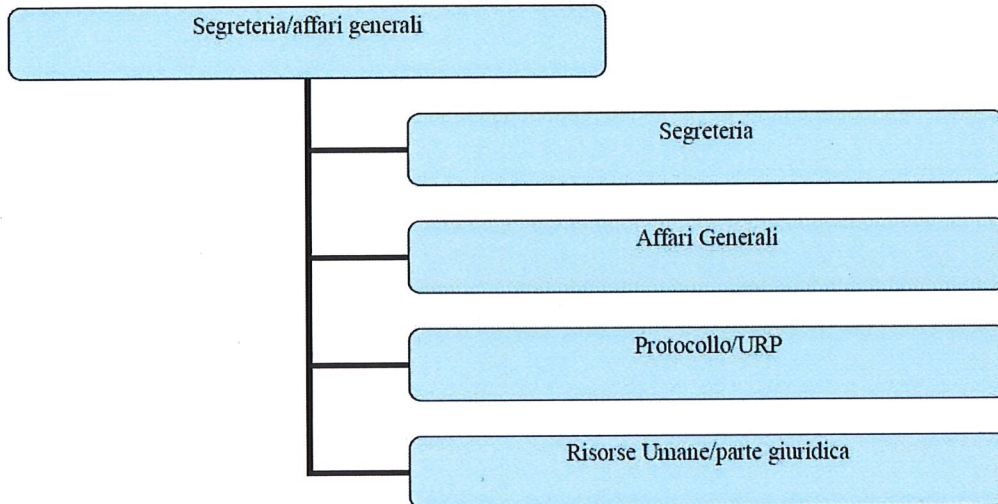 Segreteria/affari generali
Segreteria
Affari Generali
Protocollo/URP
Risorse Umane/parte giuridica